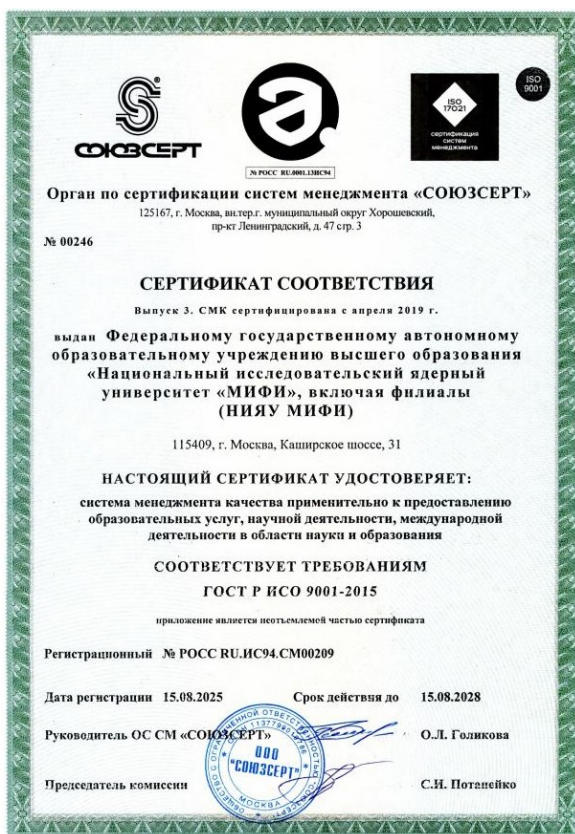 СОЮЗСЕРТ
а.
№ РОСС RU.0001.13ИС94
ISO
17021
сертификация
систем
менеджмента
ISO
9001
Орган по сертификации систем менеджмента «СОЮЗСЕРТ»
125167, г. Москва, вн.тер.г. муниципальный округ Хорошевский,
пр-кт Ленинградский, д. 47 стр. 3
№ 00246
СЕРТИФИКАТ СООТВЕТСТВИЯ
Выпуск 3. СМК сертифицирована с апреля 2019 г.
выдан Федеральному государственному автономному
образовательному учреждению высшего образования
«Национальный исследовательский ядерный
университет «МИФИ», включая филиалы
(НИЯУ МИФИ)
115409, г. Москва, Каширское шоссе, 31
НАСТОЯЩИЙ СЕРТИФИКАТ УДОСТОВЕРЯЕТ:
система менеджмента качества применительно к предоставлению
образовательных услуг, научной деятельности, международной
деятельности в области науки и образования
СООТВЕТСТВУЕТ ТРЕБОВАНИЯМ
ГОСТ Р ИСО 9001-2015
приложение является неотъемлемой частью сертификата
Регистрационный № РОСС RU.ИС94.СМ00209
Дата регистрации 15.08.2025 Срок действия до 15.08.2028
Руководитель ОС СМ «СОЮЗСЕРТ» О.Л. Голикова
ООО
"СОЮЗСЕРТ"
МОСКВА
Председатель комиссии С.И. Потапейко